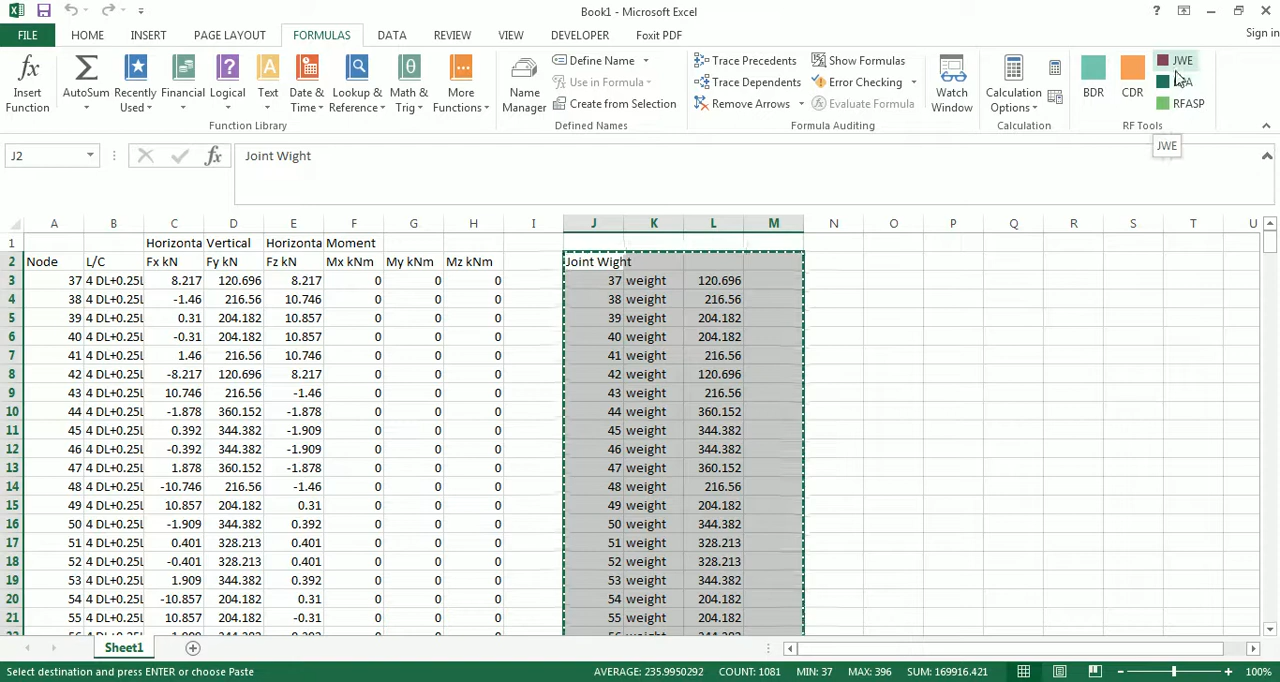 Book1 - Microsoft Excel
Sign in
FILE HOME INSERT PAGE LAYOUT FORMULAS DATA REVIEW VIEW DEVELOPER Foxit PDF
Insert Function
AutoSum
Recently Used
Financial
Logical
Text
Date & Time
Lookup & Reference
Math & Trig
More Functions
Function Library
Name Manager
Define Name
Use in Formula
Create from Selection
Defined Names
Trace Precedents
Trace Dependents
Remove Arrows
Show Formulas
Error Checking
Evaluate Formula
Formula Auditing
Watch Window
Calculation Options
Calculation
BDR
CDR
JWE
RFASP
RF Tools
JWE
J2
fx Joint Wight
A B C D E F G H I J K L M N O P Q R S T U
1 Horizonta Vertical Horizonta Moment
2 Node L/C Fx kN Fy kN Fz kN Mx kNm My kNm Mz kNm Joint Wight
3 37 4 DL+0.25L 8.217 120.696 8.217 0 0 0 37 weight 120.696
4 38 4 DL+0.25L -1.46 216.56 10.746 0 0 0 38 weight 216.56
5 39 4 DL+0.25L 0.31 204.182 10.857 0 0 0 39 weight 204.182
6 40 4 DL+0.25L -0.31 204.182 10.857 0 0 0 40 weight 204.182
7 41 4 DL+0.25L 1.46 216.56 10.746 0 0 0 41 weight 216.56
8 42 4 DL+0.25L -8.217 120.696 8.217 0 0 0 42 weight 120.696
9 43 4 DL+0.25L 10.746 216.56 -1.46 0 0 0 43 weight 216.56
10 44 4 DL+0.25L -1.878 360.152 -1.878 0 0 0 44 weight 360.152
11 45 4 DL+0.25L 0.392 344.382 -1.909 0 0 0 45 weight 344.382
12 46 4 DL+0.25L -0.392 344.382 -1.909 0 0 0 46 weight 344.382
13 47 4 DL+0.25L 1.878 360.152 -1.878 0 0 0 47 weight 360.152
14 48 4 DL+0.25L -10.746 216.56 -1.46 0 0 0 48 weight 216.56
15 49 4 DL+0.25L 10.857 204.182 0.31 0 0 0 49 weight 204.182
16 50 4 DL+0.25L -1.909 344.382 0.392 0 0 0 50 weight 344.382
17 51 4 DL+0.25L 0.401 328.213 0.401 0 0 0 51 weight 328.213
18 52 4 DL+0.25L -0.401 328.213 0.401 0 0 0 52 weight 328.213
19 53 4 DL+0.25L 1.909 344.382 0.392 0 0 0 53 weight 344.382
20 54 4 DL+0.25L -10.857 204.182 0.31 0 0 0 54 weight 204.182
21 55 4 DL+0.25L 10.857 204.182 -0.31 0 0 0 55 weight 204.182
Sheet1
Select destination and press ENTER or choose Paste AVERAGE: 235.9950292 COUNT: 1081 MIN: 37 MAX: 396 SUM: 169916.421 100%